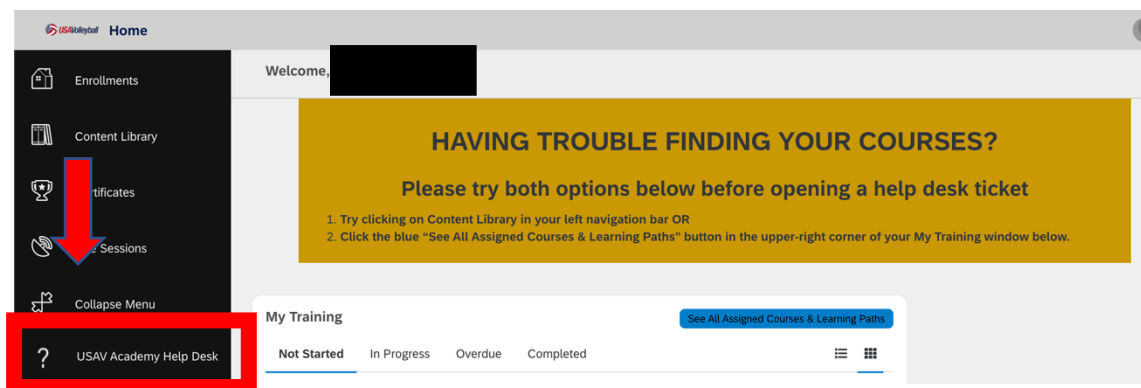 USAVolleyball Home
Enrollments
Welcome,
Content Library
HAVING TROUBLE FINDING YOUR COURSES?
Please try both options below before opening a help desk ticket
1. Try clicking on Content Library in your left navigation bar OR
2. Click the blue “See All Assigned Courses & Learning Paths” button in the upper-right corner of your My Training window below.
rtificates
Sessions
Collapse Menu
USAV Academy Help Desk
My Training
See All Assigned Courses & Learning Paths
Not Started In Progress Overdue Completed